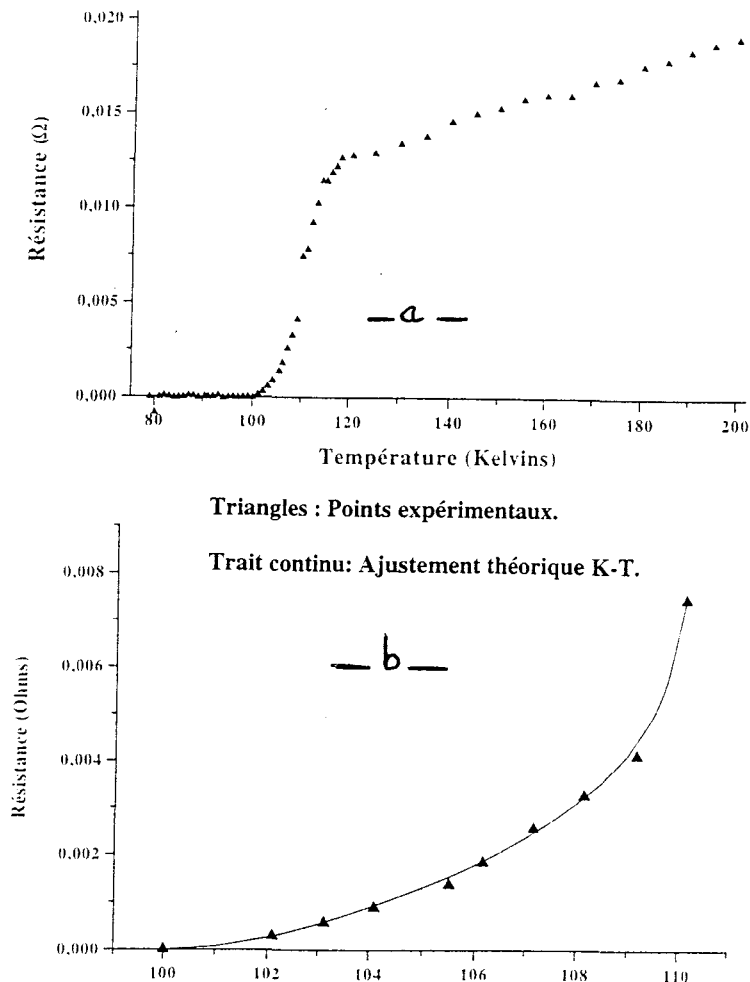 0,020
0,015
0,010
0,005
0,000
Résistance (Ω)
a
80 100 120 140 160 180 200
Température (Kelvins)
Triangles : Points expérimentaux.
Trait continu: Ajustement théorique K-T.
b
0,008
0,006
0,004
0,002
0,000
Résistance (Ohms)
100 102 104 106 108 110